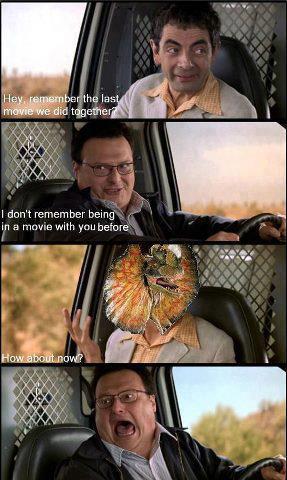 Hey, remember the last
movie we did together?
I don't remember being
in a movie with you before
How about now?